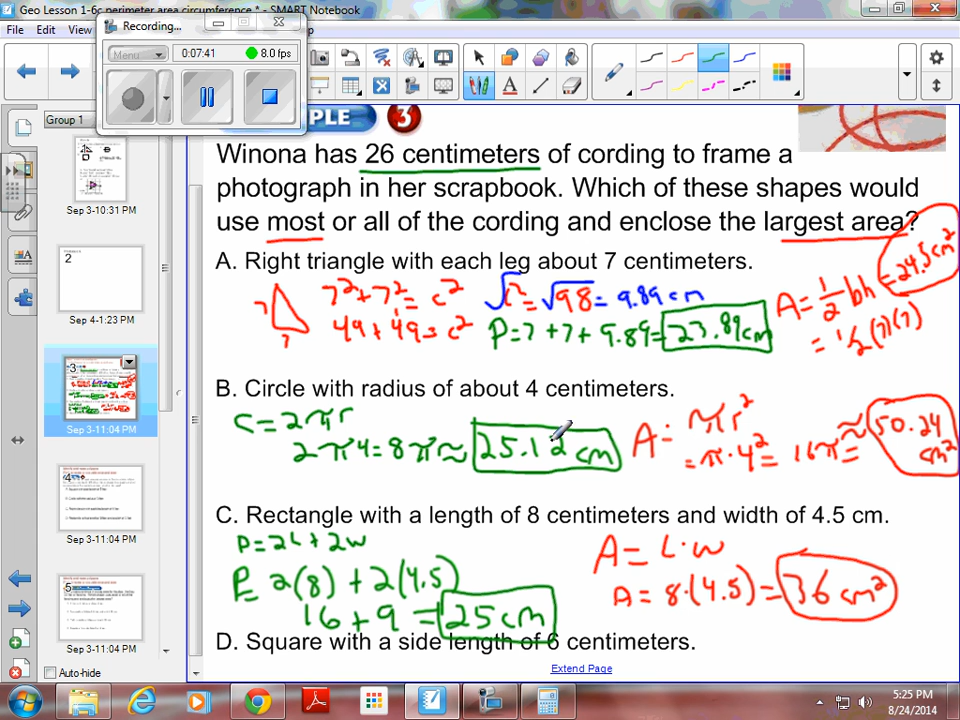 Geo Lesson 1-6c perimeter area circumference * - SMART Notebook
Recording...
File Edit View
Menu 0:07:41 8.0 fps
Group 1
Sep 3-10:31 PM
2
Sep 4-1:23 PM
3
Sep 3-11:04 PM
4
Sep 3-11:04 PM
5
Sep 3-11:04 PM
Auto-hide
PLE 3
Winona has 26 centimeters of cording to frame a
photograph in her scrapbook. Which of these shapes would
use most or all of the cording and enclose the largest area?
A. Right triangle with each leg about 7 centimeters.
7 7
7² + 7² = c² √c² = √98 = 9.89 cm
49 + 49 = c² P = 7 + 7 + 9.89 = 23.89 cm
A = 1/2 bh = 24.5 cm²
= 1/2 (7)(7)
B. Circle with radius of about 4 centimeters.
C = 2πr
2π4 = 8π ≈ 25.12 cm
A = πr²
= π·4² = 16π = ≈ 50.24 cm²
C. Rectangle with a length of 8 centimeters and width of 4.5 cm.
P = 2L + 2W
P = 2(8) + 2(4.5)
16 + 9 = 25 cm
A = L·W
A = 8·(4.5) = 36 cm²
D. Square with a side length of 6 centimeters.
Extend Page
5:25 PM
8/24/2014